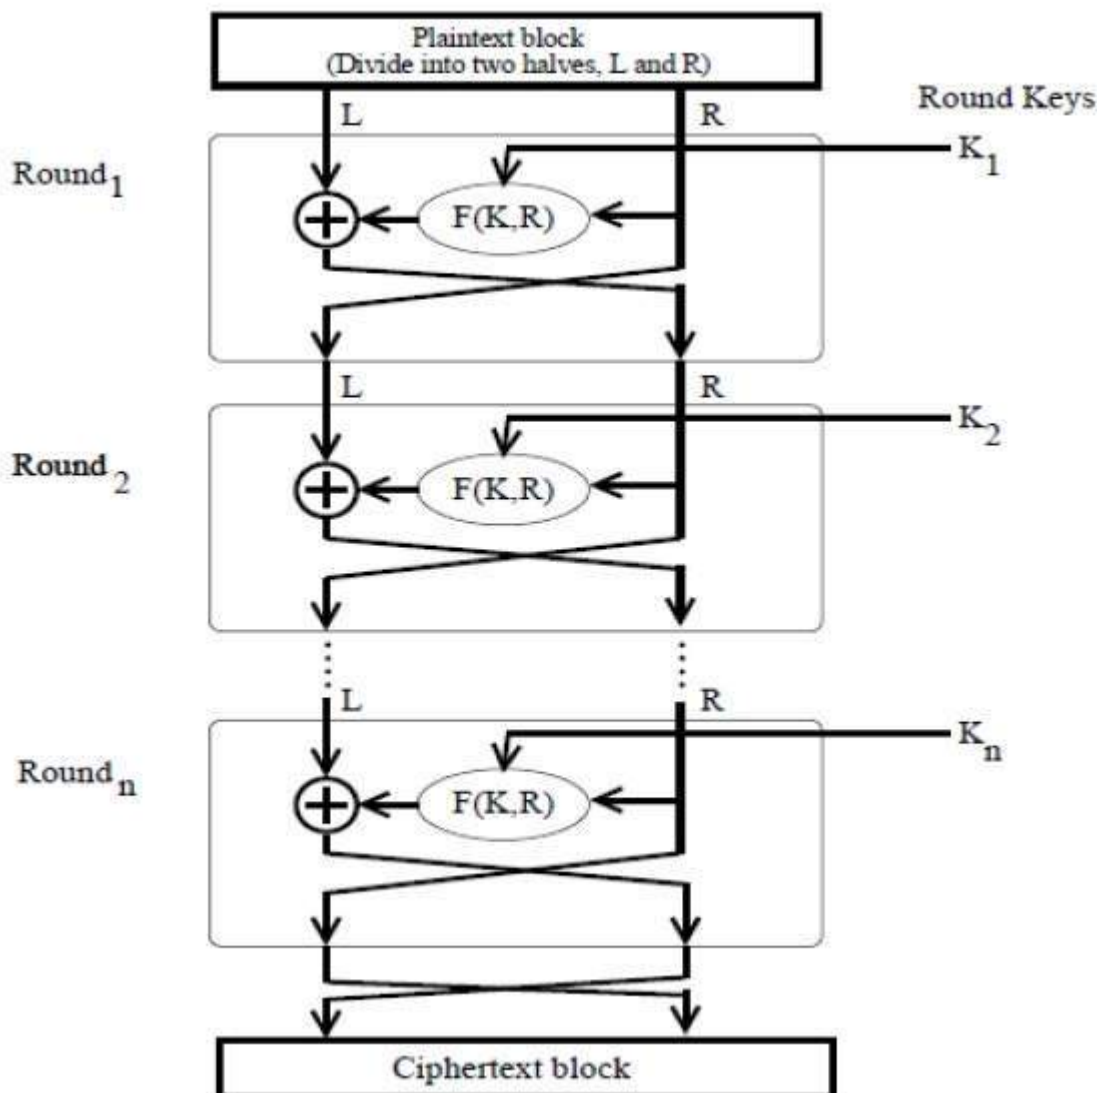 Plaintext block
(Divide into two halves, L and R)
L
R
Round Keys
K1
Round1
F(K,R)
L
R
K2
Round2
F(K,R)
L
R
Kn
Roundn
F(K,R)
Ciphertext block